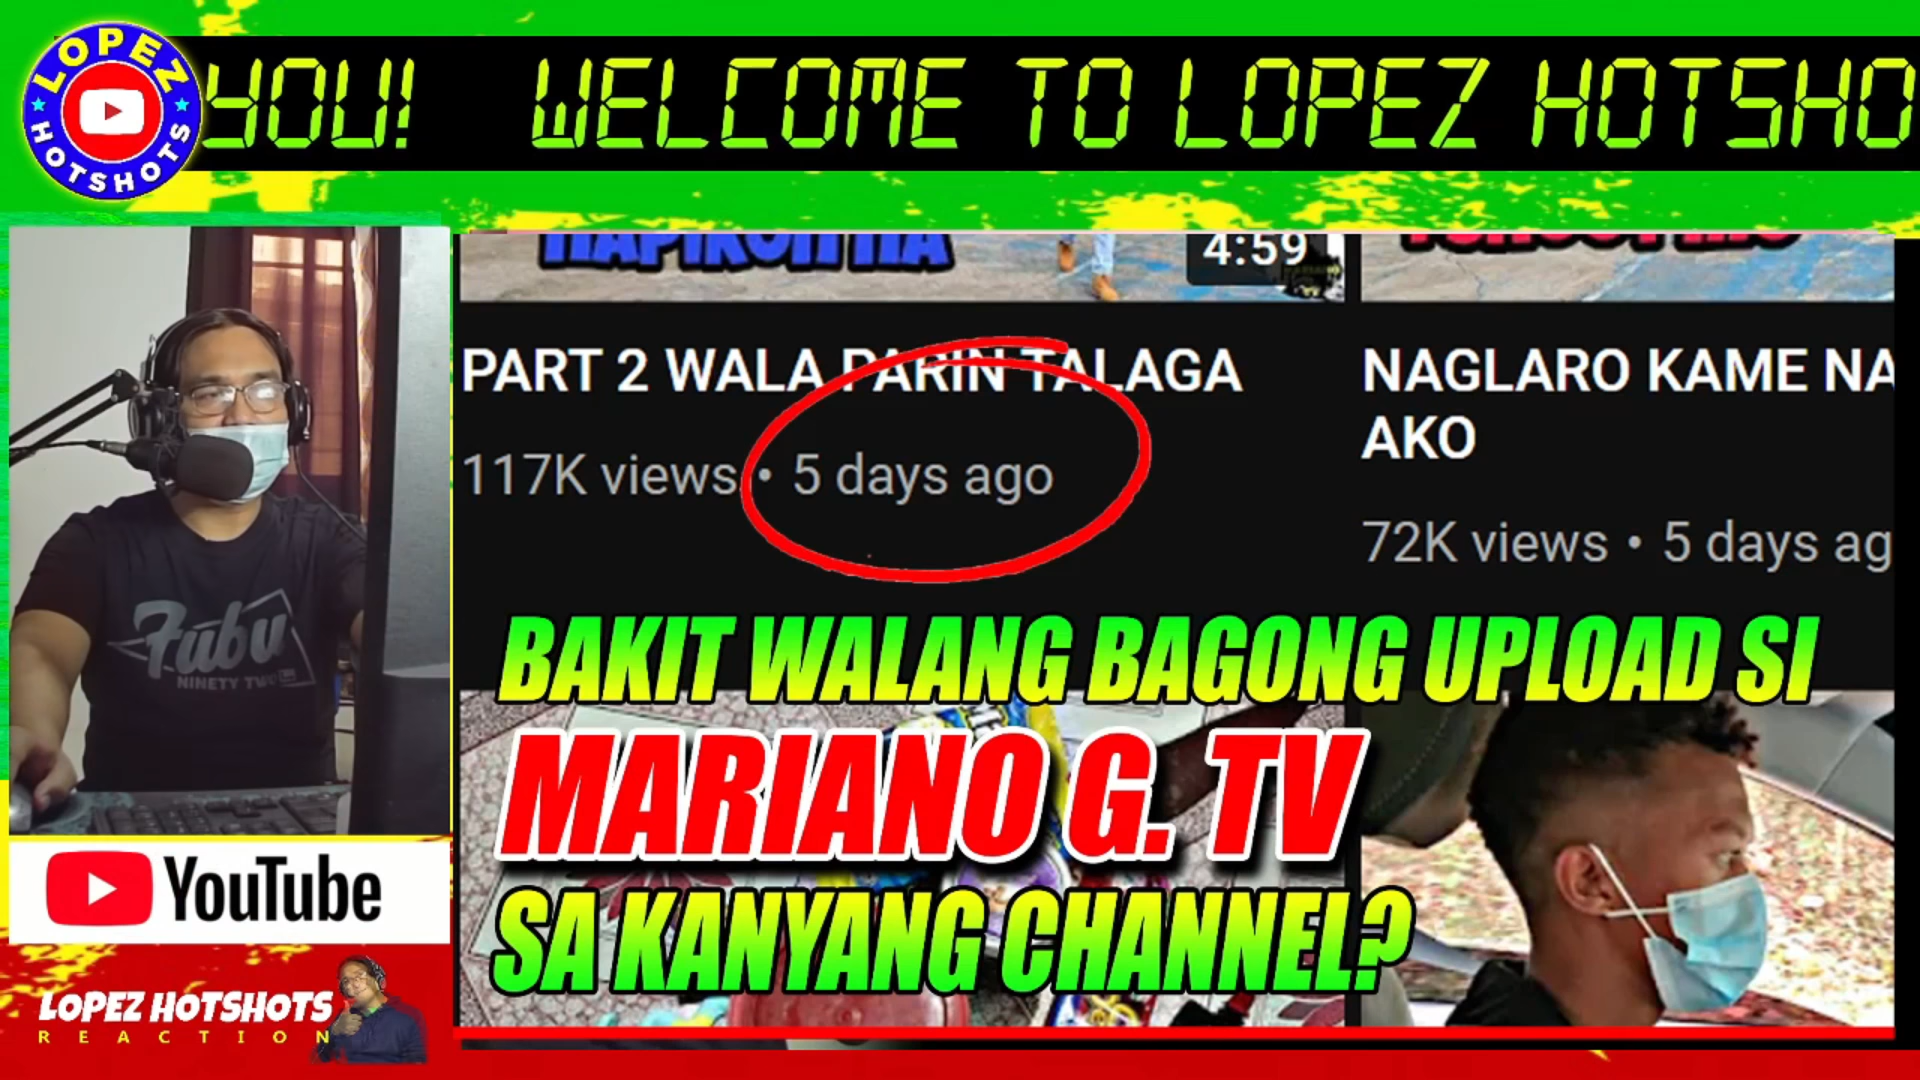 LOPEZ HOTSHOTS
YOU! WELCOME TO LOPEZ HOTSHO
4:59
PART 2 WALA PARIN TALAGA
117K views • 5 days ago
NAGLARO KAME NA
AKO
72K views • 5 days ag
BAKIT WALANG BAGONG UPLOAD SI
MARIANO G. TV
SA KANYANG CHANNEL?
Fubu
NINETY TWO
YouTube
LOPEZ HOTSHOTS
REACTION